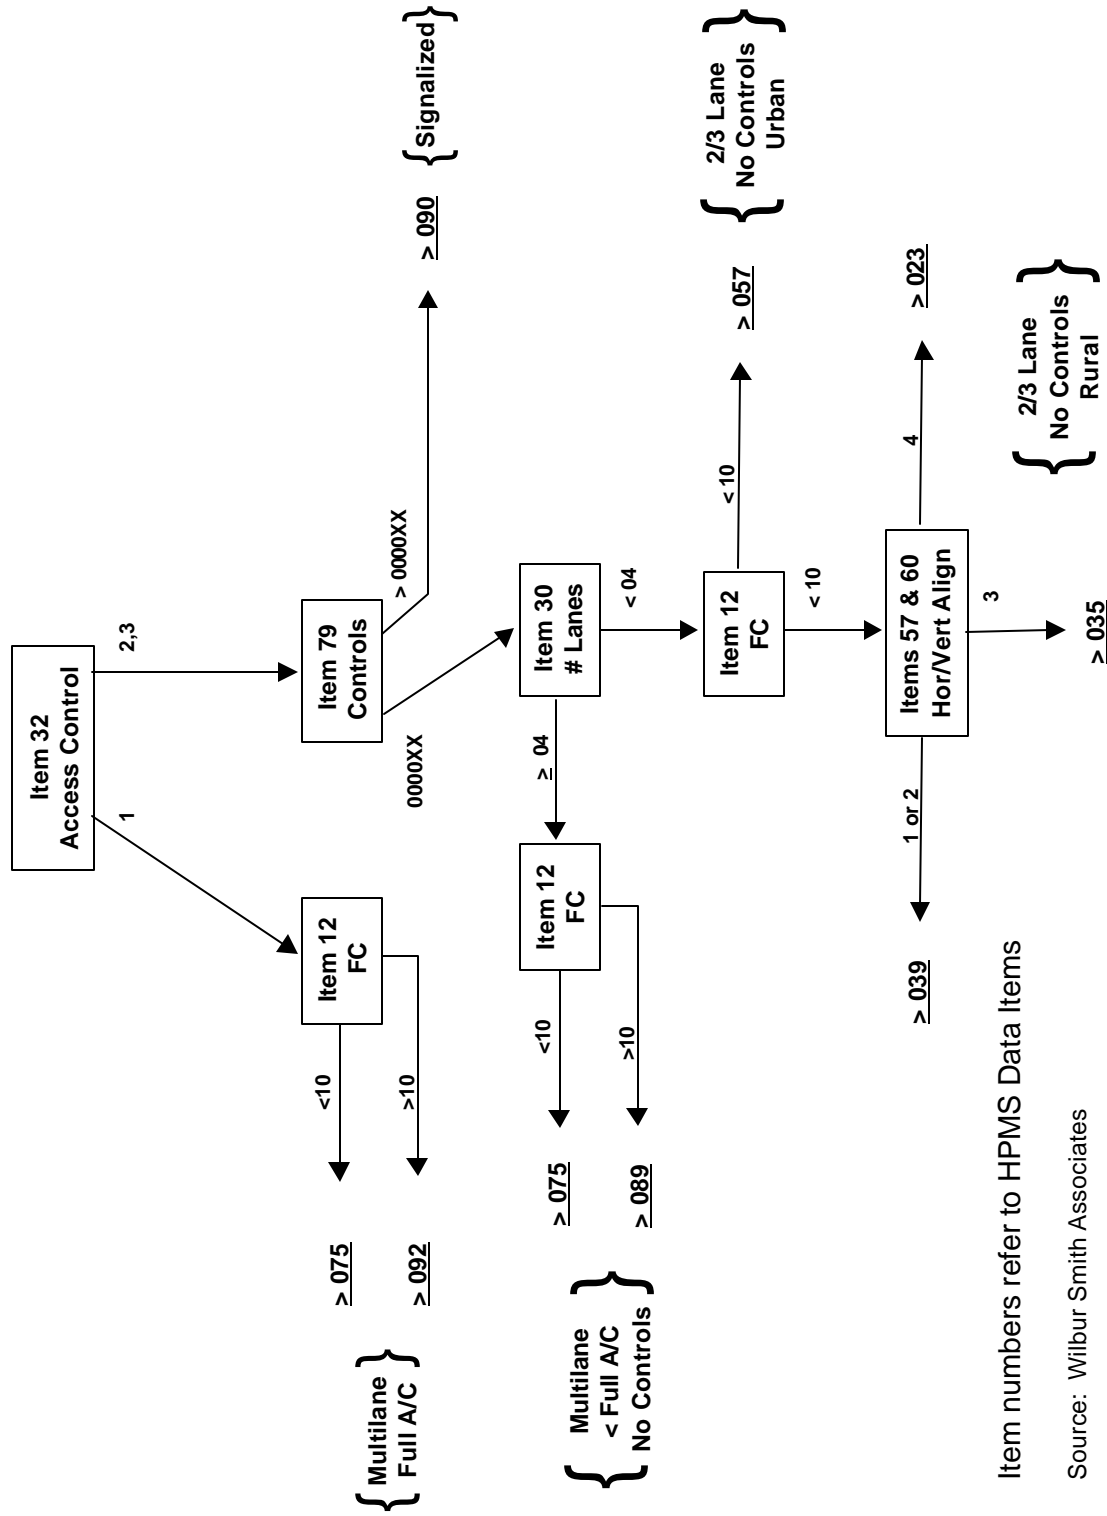 Item 32
Access Control
1
2,3
Item 12
FC
Item 79
Controls
<10
>10
0000XX
> 0000XX
Multilane
Full A/C
> 075
> 092
> 090
Signalized
Item 12
FC
≥ 04
Item 30
# Lanes
<10
>10
< 04
Multilane
< Full A/C
No Controls
> 075
> 089
Item 12
FC
< 10
> 057
2/3 Lane
No Controls
Urban
< 10
> 039
1 or 2
Items 57 & 60
Hor/Vert Align
4
> 023
3
> 035
2/3 Lane
No Controls
Rural
Item numbers refer to HPMS Data Items
Source: Wilbur Smith Associates